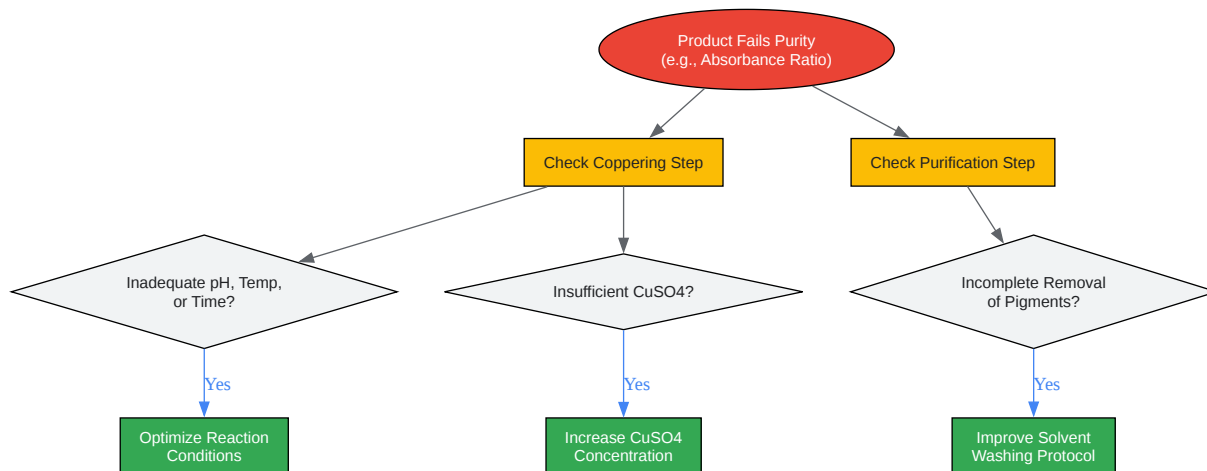 Product Fails Purity
(e.g., Absorbance Ratio)
Check Coppering Step
Check Purification Step
Inadequate pH, Temp,
or Time?
Insufficient CuSO4?
Incomplete Removal
of Pigments?
Yes
Yes
Yes
Optimize Reaction
Conditions
Increase CuSO4
Concentration
Improve Solvent
Washing Protocol